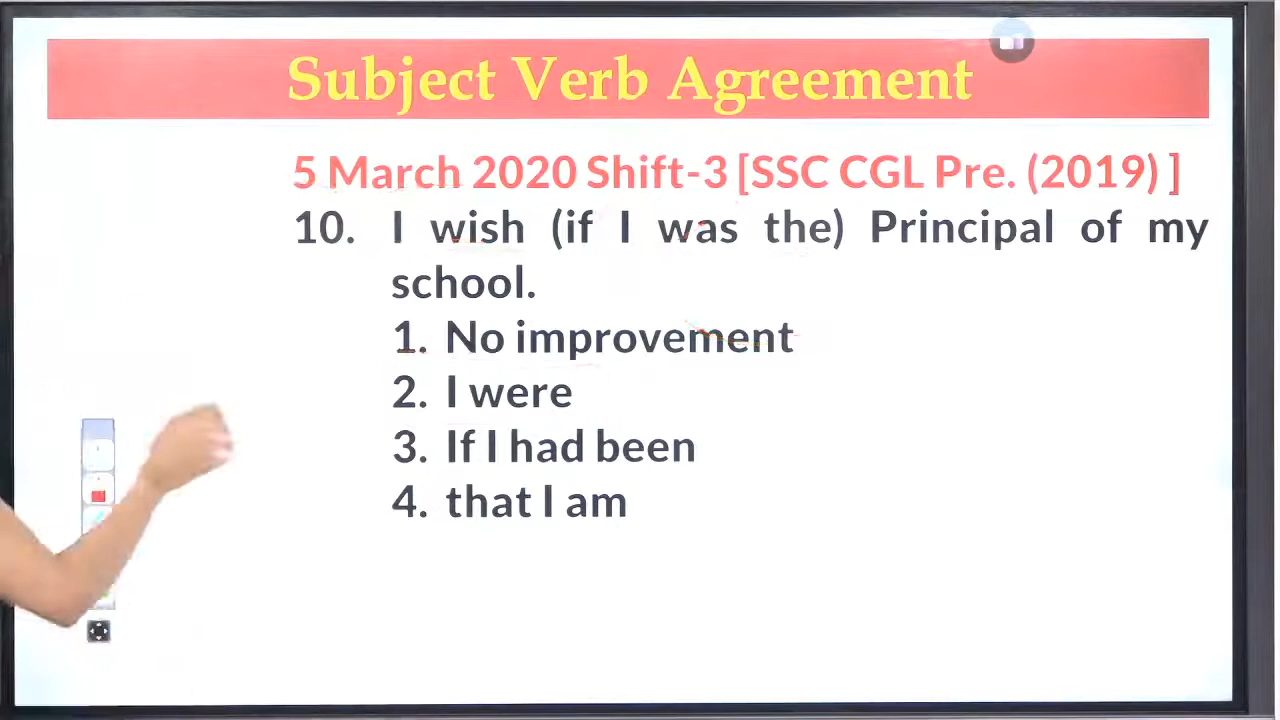 Subject Verb Agreement
5 March 2020 Shift-3 [SSC CGL Pre. (2019) ]
10. I wish (if I was the) Principal of my
school.
1. No improvement
2. I were
3. If I had been
4. that I am